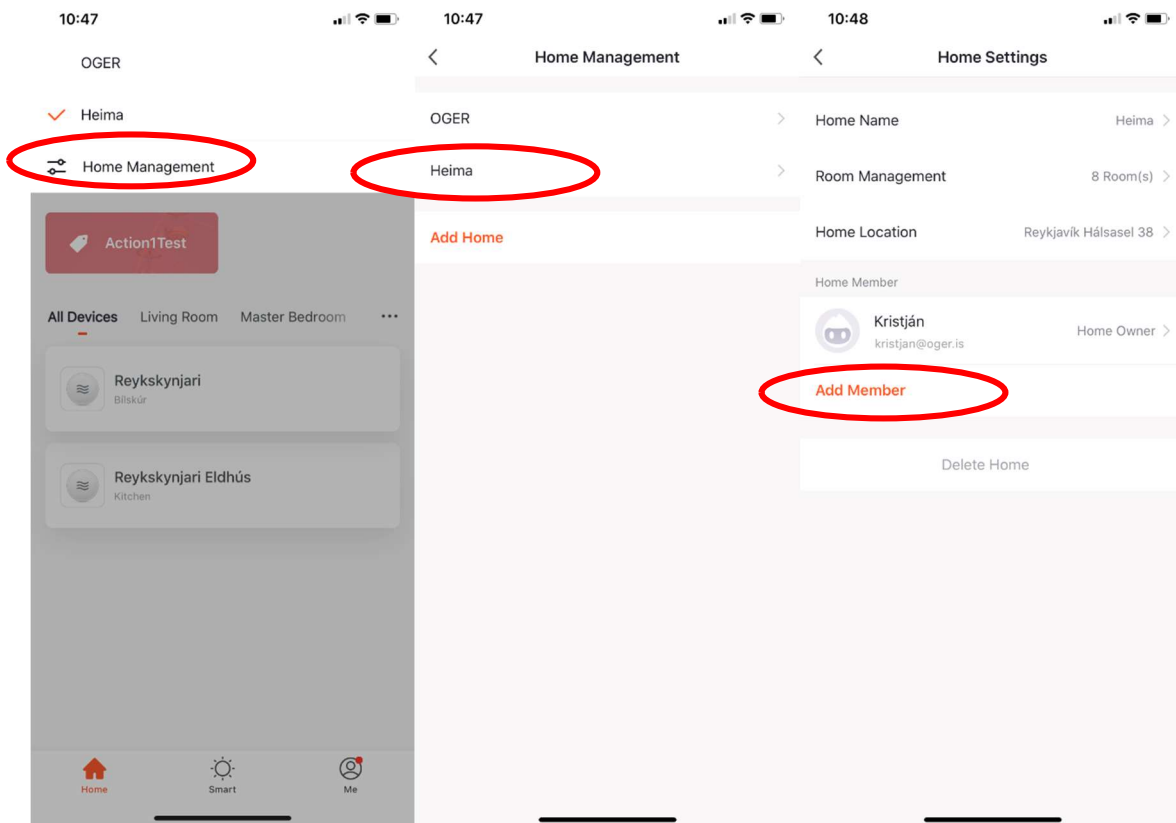 10:47
OGER
Heima
Home Management
Action1Test
All Devices Living Room Master Bedroom
Reykskynjari
Bílskúr
Reykskynjari Eldhús
Kitchen
Home Smart Me
10:47
Home Management
OGER
Heima
Add Home
10:48
Home Settings
Home Name Heima
Room Management 8 Room(s)
Home Location Reykjavík Hálsasel 38
Home Member
Kristján
kristjan@oger.is
Home Owner
Add Member
Delete Home